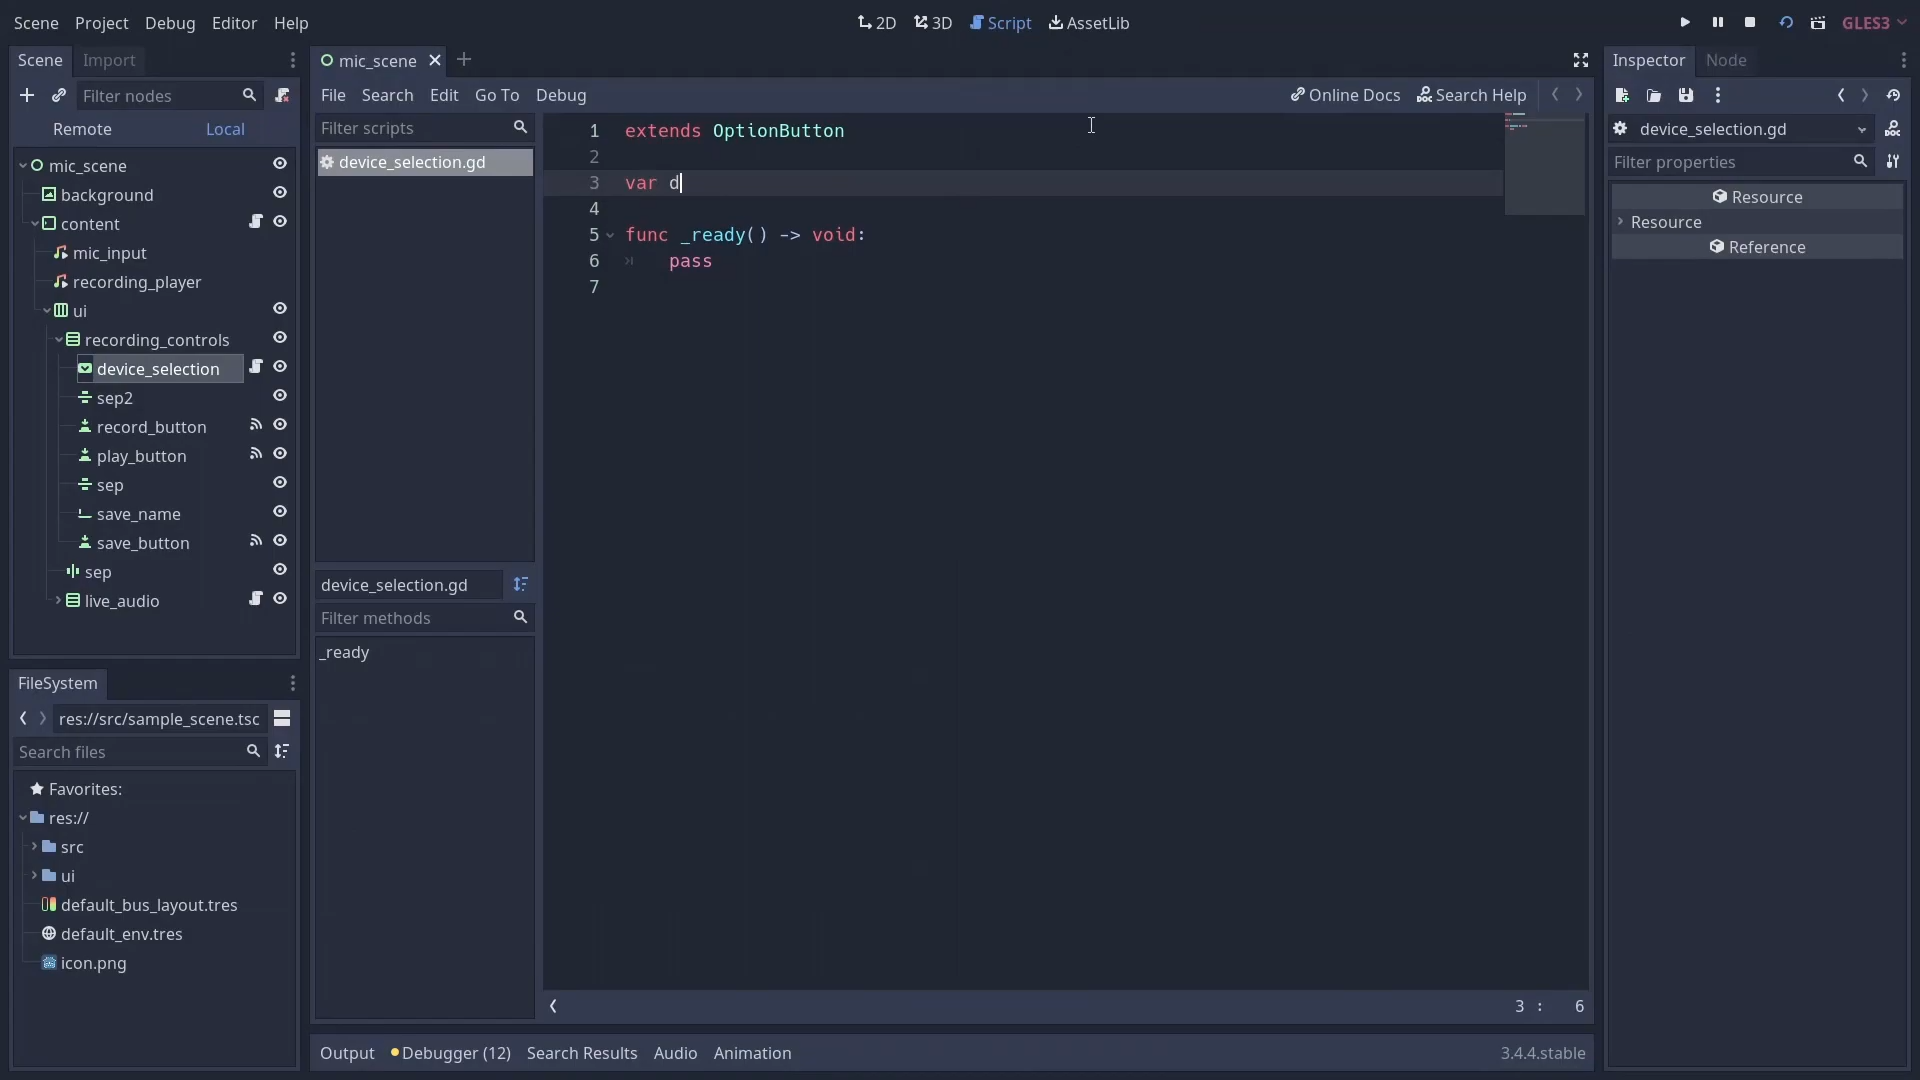 Scene Project Debug Editor Help
2D 3D Script AssetLib
GLES3
Scene Import
Filter nodes
Remote Local
mic_scene
background
content
mic_input
recording_player
ui
recording_controls
device_selection
sep2
record_button
play_button
sep
save_name
save_button
sep
live_audio
FileSystem
res://src/sample_scene.tsc
Search files
Favorites:
res://
src
ui
default_bus_layout.tres
default_env.tres
icon.png
mic_scene
File Search Edit Go To Debug
Online Docs Search Help
Filter scripts
device_selection.gd
device_selection.gd
Filter methods
_ready
1 extends OptionButton
2
3 var d
4
5 func _ready() -> void:
6 pass
7
3 : 6
Output Debugger (12) Search Results Audio Animation
3.4.4.stable
Inspector Node
device_selection.gd
Filter properties
Resource
Resource
Reference